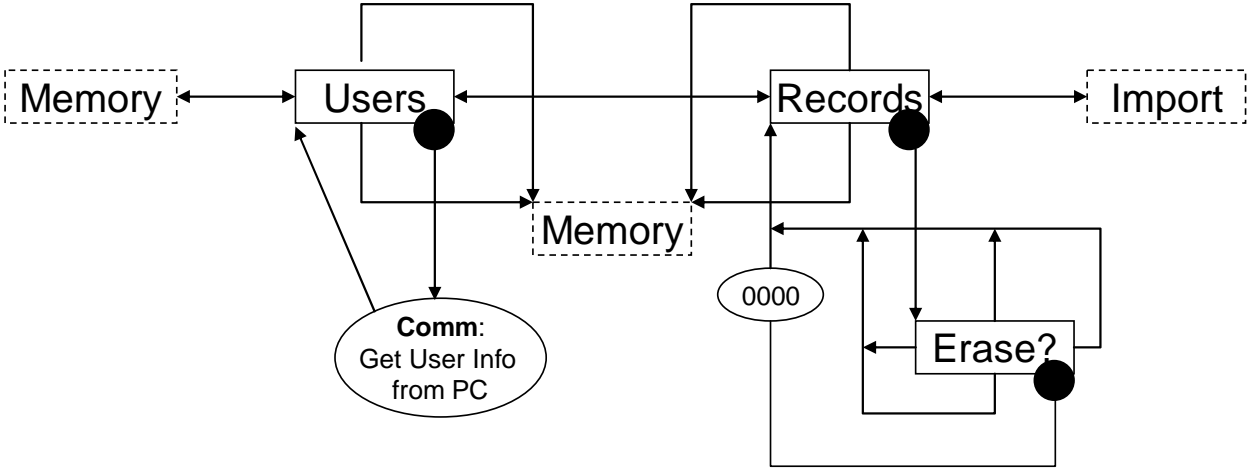 Memory
Users
Records
Import
Memory
0000
Comm:
Get User Info
from PC
Erase?